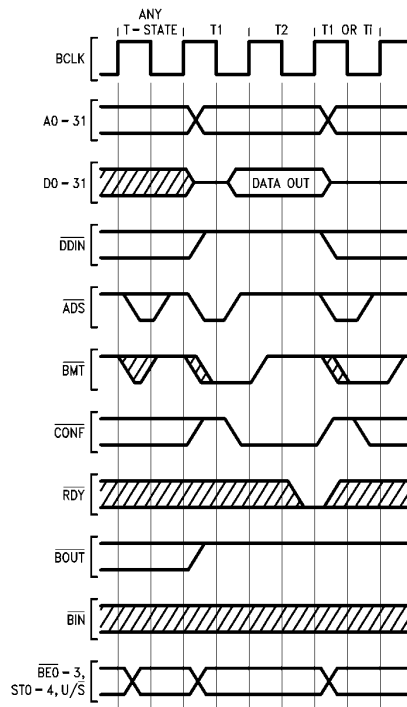 ANY
T-STATE T1 T2 T1 OR Ti
BCLK
A0-31
D0-31 DATA OUT
DDIN
ADS
BMT
CONF
RDY
BOUT
BIN
BE0-3,
ST0-4, U/S